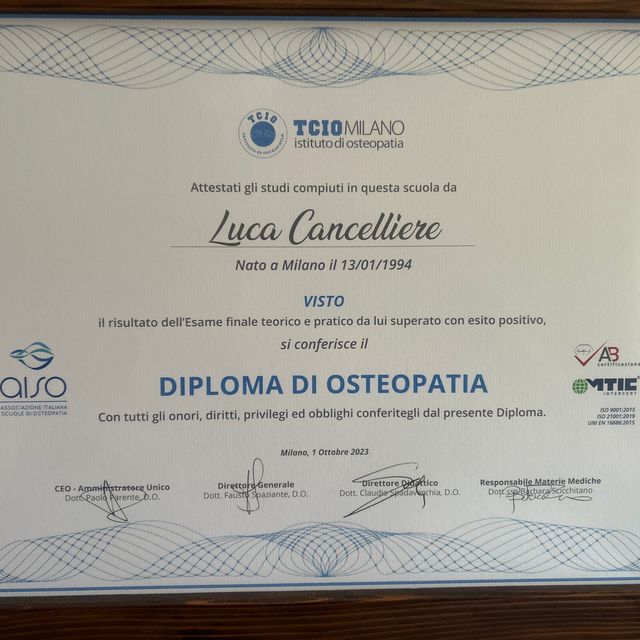 TCIO
ISTITUTO DI OSTEOPATIA
TCIO MILANO
istituto di osteopatia
Attestati gli studi compiuti in questa scuola da
Luca Cancelliere
Nato a Milano il 13/01/1994
VISTO
il risultato dell'Esame finale teorico e pratico da lui superato con esito positivo,
si conferisce il
DIPLOMA DI OSTEOPATIA
Con tutti gli onori, diritti, privilegi ed obblighi conferitegli dal presente Diploma.
aiso
ASSOCIAZIONE ITALIANA
SCUOLE DI OSTEOPATIA
AB
certificazione
MTIC
INTERCERT
ISO 9001:2015
ISO 21001:2019
UNI EN 16686:2015
Milano, 1 Ottobre 2023
CEO - Amministratore Unico
Dott. Paolo Parente, D.O.
Direttore Generale
Dott. Fausto Spaziante, D.O.
Direttore Didattico
Dott. Claudio Spadavecchia, D.O.
Responsabile Materie Mediche
Dott.ssa Barbara Scicchitano